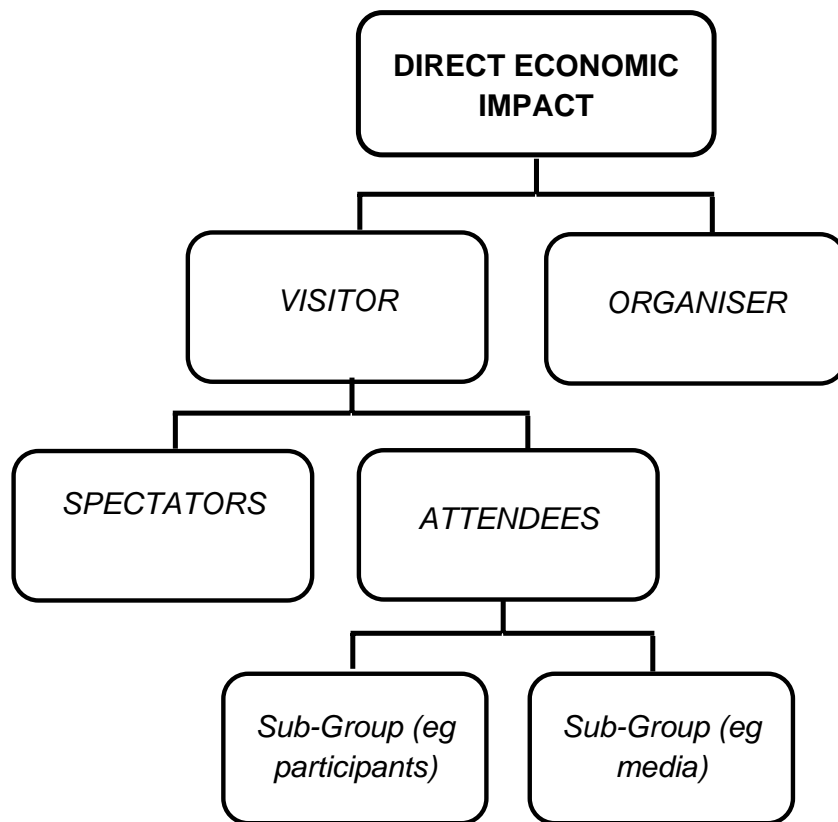 DIRECT ECONOMIC
IMPACT
VISITOR
ORGANISER
SPECTATORS
ATTENDEES
Sub-Group (eg
participants)
Sub-Group (eg
media)